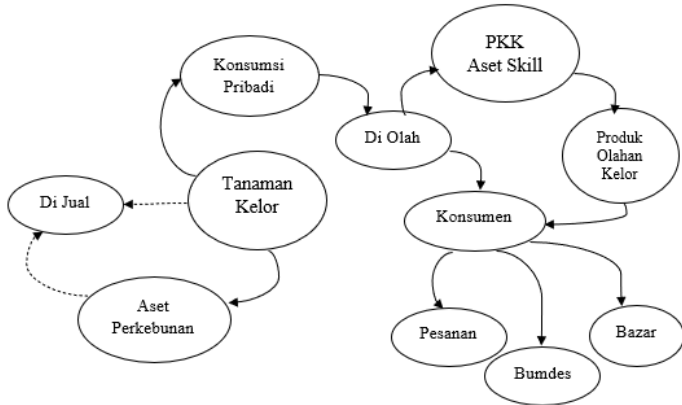 PKK
Aset Skill
Konsumsi
Pribadi
Di Olah
Produk
Olahan
Kelor
Tanaman
Kelor
Di Jual
Konsumen
Aset
Perkebunan
Pesanan
Bumdes
Bazar